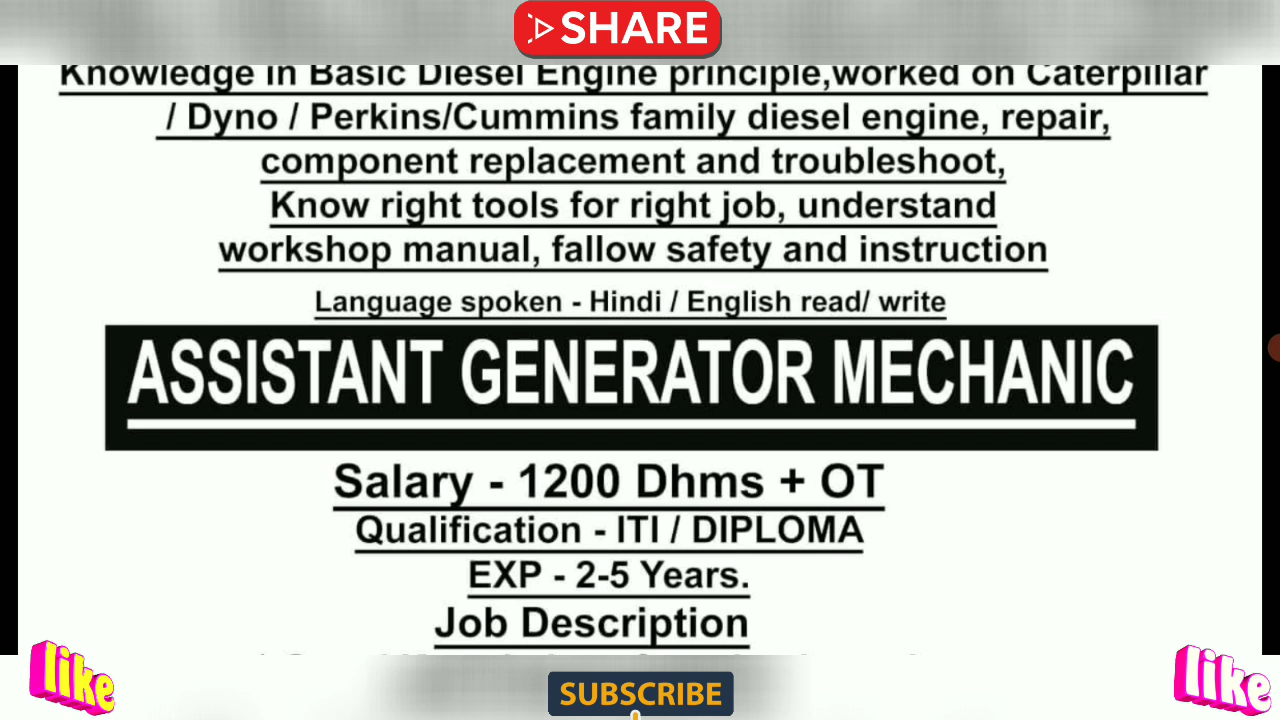 SHARE
Knowledge in Basic Diesel Engine principle,worked on Caterpillar
/ Dyno / Perkins/Cummins family diesel engine, repair,
component replacement and troubleshoot,
Know right tools for right job, understand
workshop manual, fallow safety and instruction
Language spoken - Hindi / English read/ write
ASSISTANT GENERATOR MECHANIC
Salary - 1200 Dhms + OT
Qualification - ITI / DIPLOMA
EXP - 2-5 Years.
Job Description
like
SUBSCRIBE
like